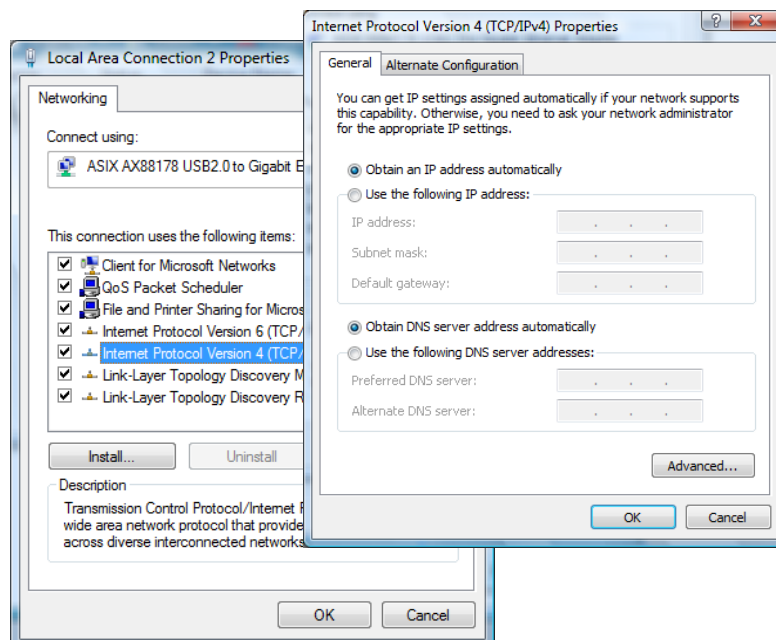 Local Area Connection 2 Properties
Networking
Connect using:
ASIX AX88178 USB2.0 to Gigabit E
This connection uses the following items:
Client for Microsoft Networks
QoS Packet Scheduler
File and Printer Sharing for Micros
Internet Protocol Version 6 (TCP/
Internet Protocol Version 4 (TCP/
Link-Layer Topology Discovery M
Link-Layer Topology Discovery R
Install...
Uninstall
Description
Transmission Control Protocol/Internet P
wide area network protocol that provide
across diverse interconnected networks
OK
Cancel
Internet Protocol Version 4 (TCP/IPv4) Properties
?
X
General
Alternate Configuration
You can get IP settings assigned automatically if your network supports
this capability. Otherwise, you need to ask your network administrator
for the appropriate IP settings.
Obtain an IP address automatically
Use the following IP address:
IP address:
. . .
Subnet mask:
. . .
Default gateway:
. . .
Obtain DNS server address automatically
Use the following DNS server addresses:
Preferred DNS server:
. . .
Alternate DNS server:
. . .
Advanced...
OK
Cancel